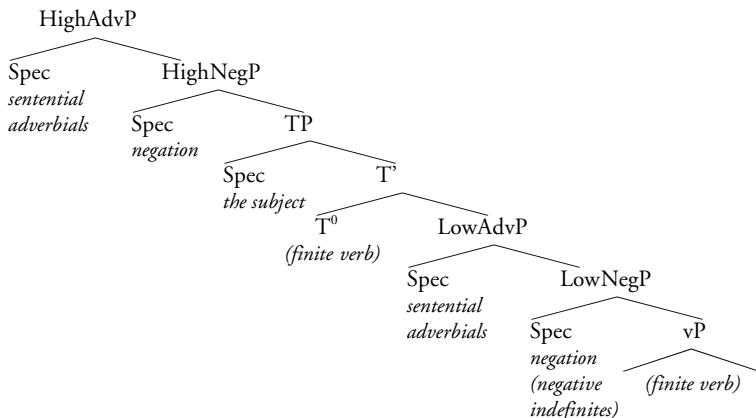 HighAdvP
Spec HighNegP
sentential
adverbials Spec TP
negation
Spec T’
the subject
T⁰ LowAdvP
(finite verb)
Spec LowNegP
sentential
adverbials Spec vP
negation
(negative (finite verb)
indefinites)